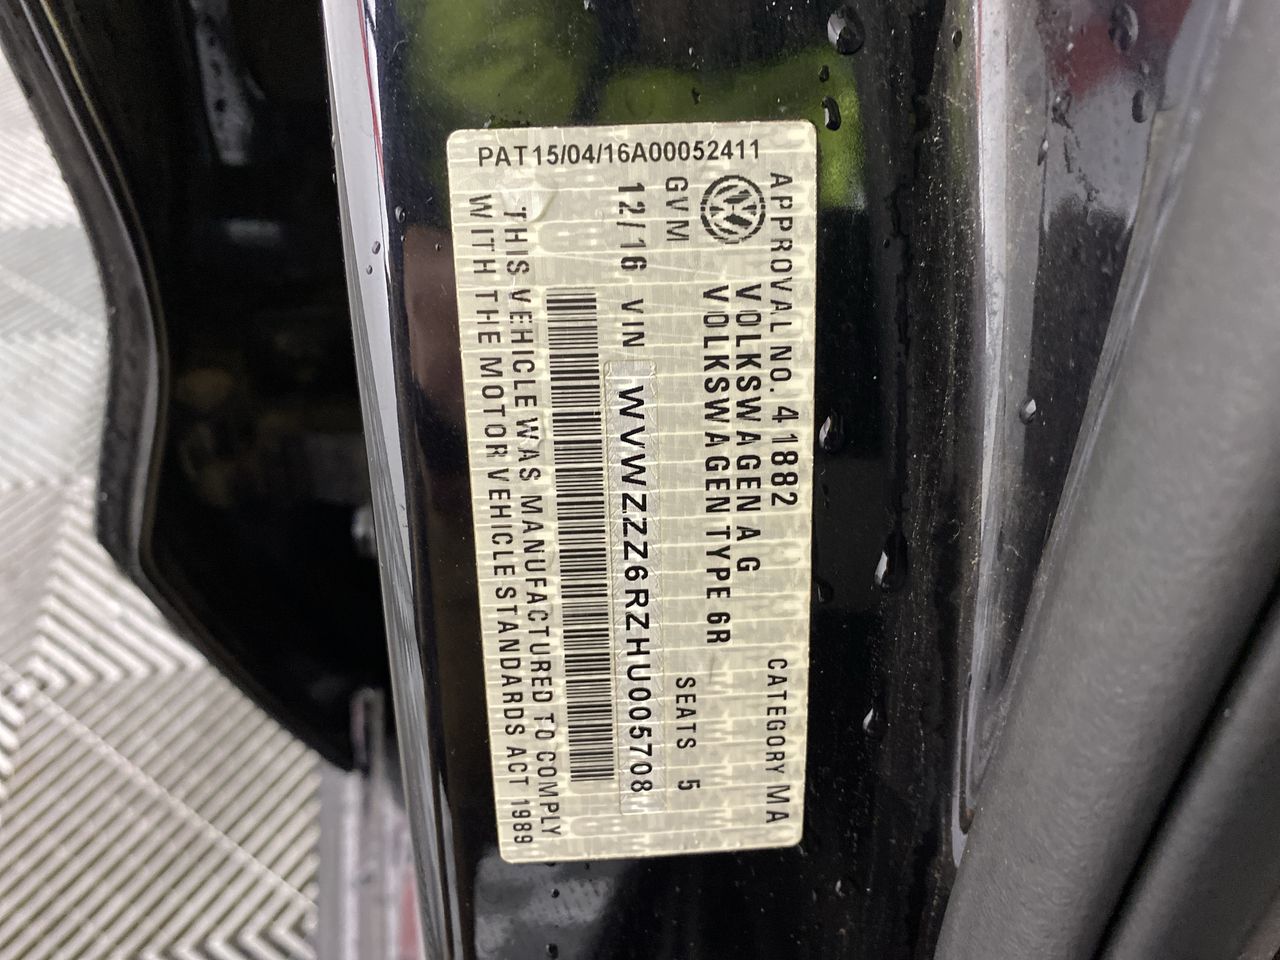 PAT15/04/16A00052411
APPROVAL NO. 41882 CATEGORY MA
VOLKSWAGEN AG
VOLKSWAGEN TYPE 6R
GVM SEATS 5
12/16 VIN WVWZZZ6RZHU005708
THIS VEHICLE WAS MANUFACTURED TO COMPLY
WITH THE MOTOR VEHICLE STANDARDS ACT 1989